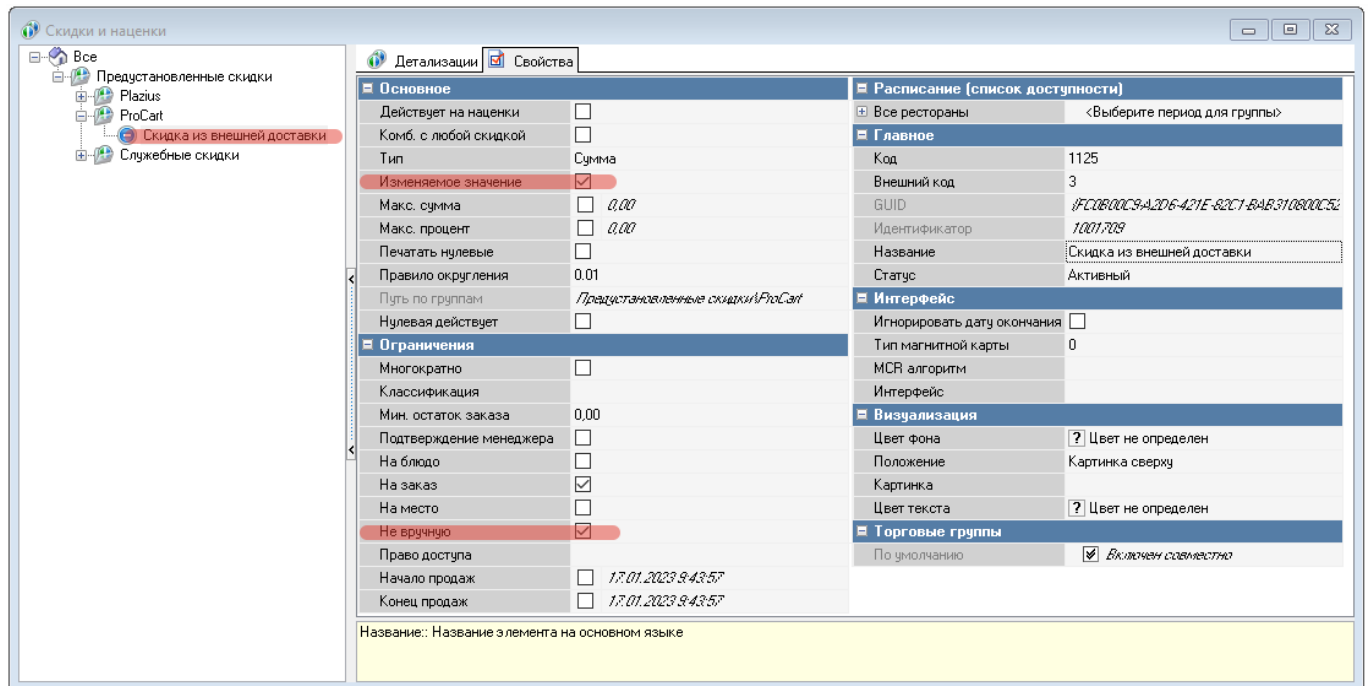 Скидки и наценки
Все
Предустановленные скидки
Plazius
ProCart
Скидка из внешней доставки
Служебные скидки
Детализации Свойства
Основное
Действует на наценки
Комб. с любой скидкой
Тип Сумма
Изменяемое значение
Макс. сумма 0,00
Макс. процент 0,00
Печатать нулевые
Правило округления 0.01
Путь по группам Предустановленные скидки\ProCart
Нулевая действует
Ограничения
Многократно
Классификация
Мин. остаток заказа 0,00
Подтверждение менеджера
На блюдо
На заказ
На место
Не вручную
Право доступа
Начало продаж 17.01.2023 9:43:57
Конец продаж 17.01.2023 9:43:57
Расписание (список доступности)
Все рестораны <Выберите период для группы>
Главное
Код 1125
Внешний код 3
GUID {FC0B00C9-A2D6-421E-82C1-BAB310800C52
Идентификатор 1001709
Название Скидка из внешней доставки
Статус Активный
Интерфейс
Игнорировать дату окончания
Тип магнитной карты 0
MCR алгоритм
Интерфейс
Визуализация
Цвет фона ? Цвет не определен
Положение Картинка сверху
Картинка
Цвет текста ? Цвет не определен
Торговые группы
По умолчанию Включен совместно
Название:: Название элемента на основном языке